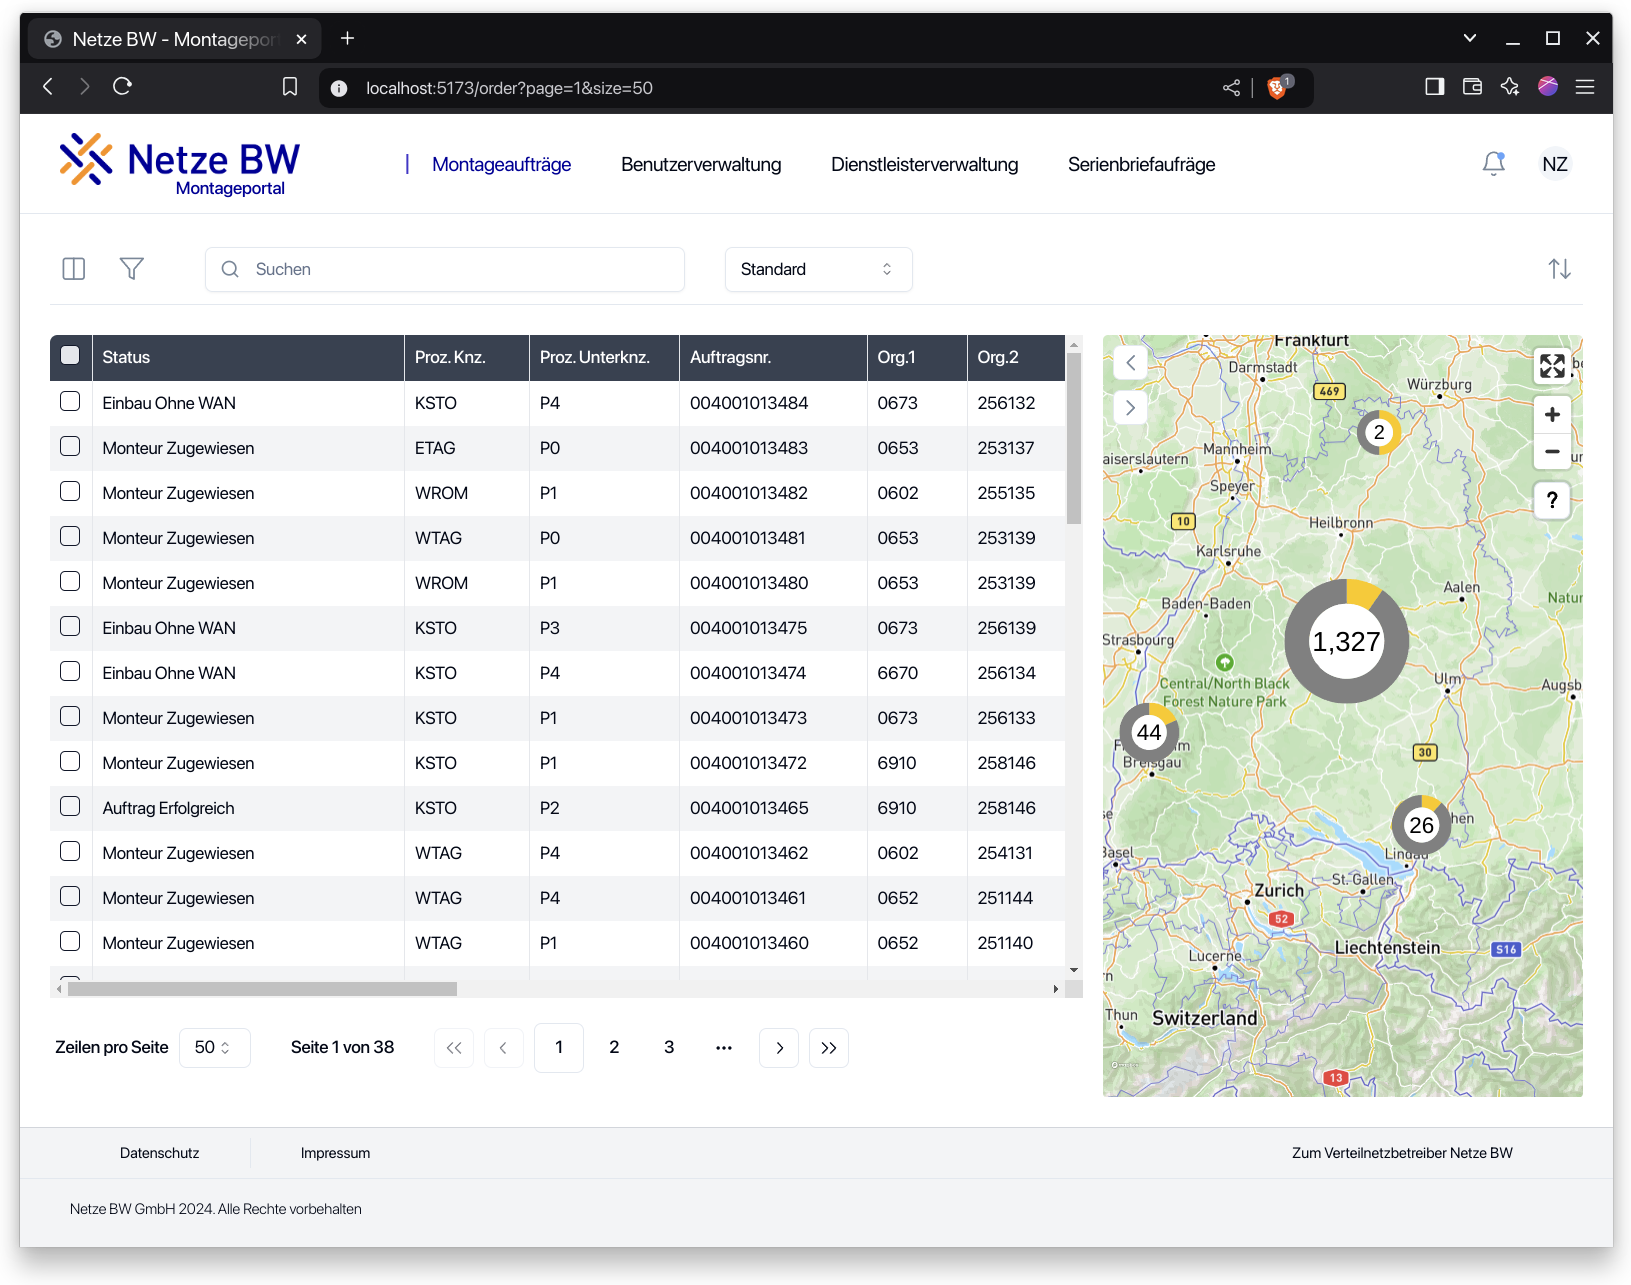 Netze BW - Montagepor
localhost:5173/order?page=1&size=50
1
Netze BW
Montageportal
Montageaufträge
Benutzerverwaltung
Dienstleisterverwaltung
Serienbriefaufräge
NZ
Suchen
Standard
Status Proz. Knz. Proz. Unterknz. Auftragsnr. Org.1 Org.2
Einbau Ohne WAN KSTO P4 004001013484 0673 256132
Monteur Zugewiesen ETAG P0 004001013483 0653 253137
Monteur Zugewiesen WROM P1 004001013482 0602 255135
Monteur Zugewiesen WTAG P0 004001013481 0653 253139
Monteur Zugewiesen WROM P1 004001013480 0653 253139
Einbau Ohne WAN KSTO P3 004001013475 0673 256139
Einbau Ohne WAN KSTO P4 004001013474 6670 256134
Monteur Zugewiesen KSTO P1 004001013473 0673 256133
Monteur Zugewiesen KSTO P1 004001013472 6910 258146
Auftrag Erfolgreich KSTO P2 004001013465 6910 258146
Monteur Zugewiesen WTAG P4 004001013462 0602 254131
Monteur Zugewiesen WTAG P4 004001013461 0652 251144
Monteur Zugewiesen WTAG P1 004001013460 0652 251140
Zeilen pro Seite 50 Seite 1 von 38 << < 1 2 3 ... > >>
Frankfurt
Darmstadt
469
Würzburg
2
+
−
?
Mannheim
aiserslautern
Speyer
10
Heilbronn
Karlsruhe
Aalen
Baden-Baden
Natur
Strasbourg
1,327
Central/North Black
Forest Nature Park
Ulm
Augsb
44
Breisgau
30
26
hen
Basel
Lindau
St. Gallen
Zurich
52
Liechtenstein
S16
Lucerne
Thun
Switzerland
13
Datenschutz
Impressum
Zum Verteilnetzbetreiber Netze BW
Netze BW GmbH 2024. Alle Rechte vorbehalten